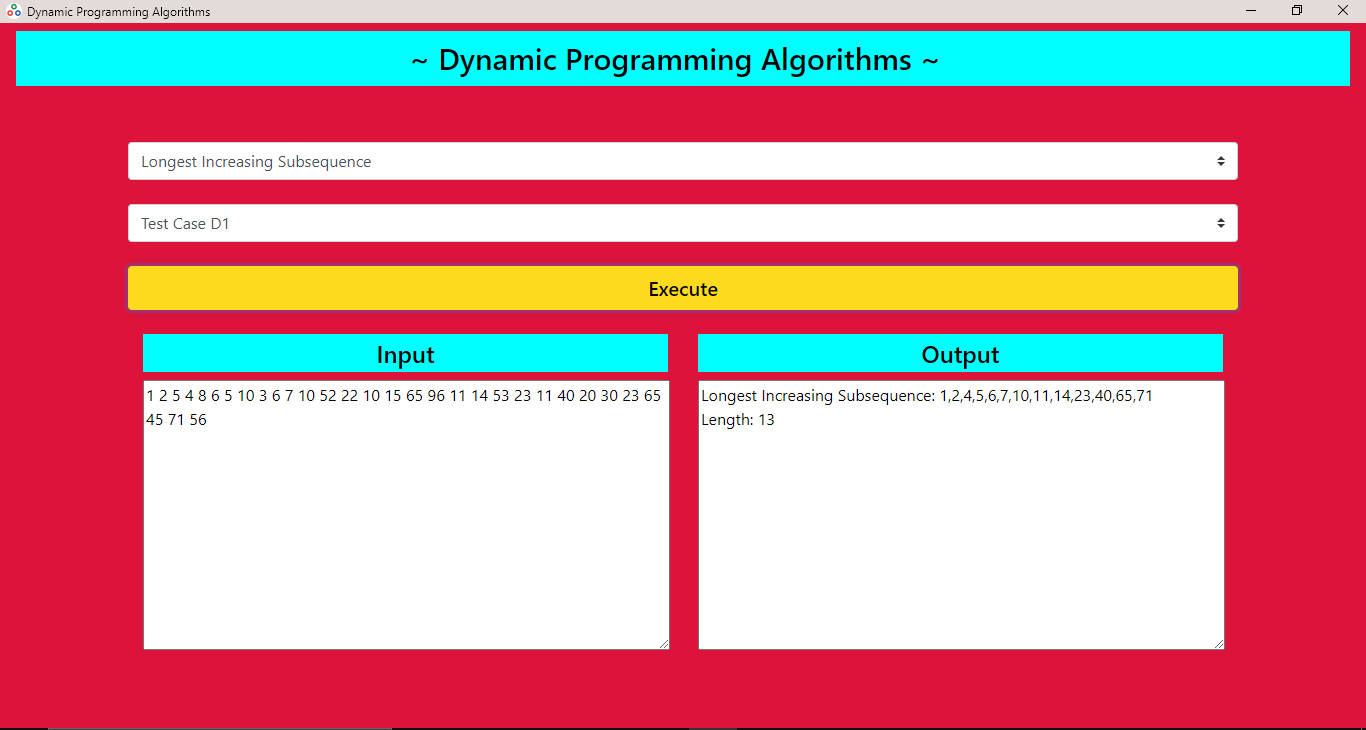 Dynamic Programming Algorithms
~ Dynamic Programming Algorithms ~
Longest Increasing Subsequence
Test Case D1
Execute
Input
1 2 5 4 8 6 5 10 3 6 7 10 52 22 10 15 65 96 11 14 53 23 11 40 20 30 23 65
45 71 56
Output
Longest Increasing Subsequence: 1,2,4,5,6,7,10,11,14,23,40,65,71
Length: 13